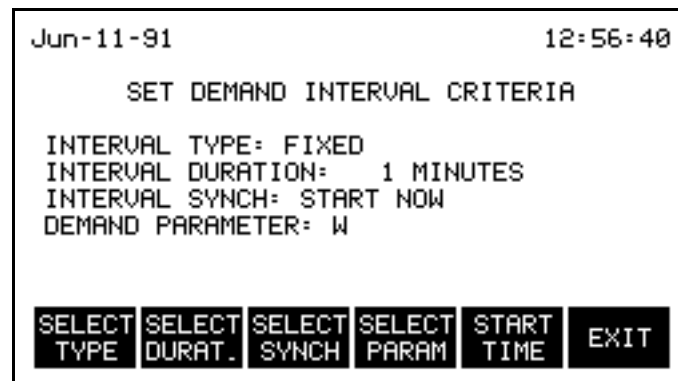 Jun-11-91 12:56:40
SET DEMAND INTERVAL CRITERIA
INTERVAL TYPE: FIXED
INTERVAL DURATION: 1 MINUTES
INTERVAL SYNCH: START NOW
DEMAND PARAMETER: W
SELECT TYPE
SELECT DURAT.
SELECT SYNCH
SELECT PARAM
START TIME
EXIT